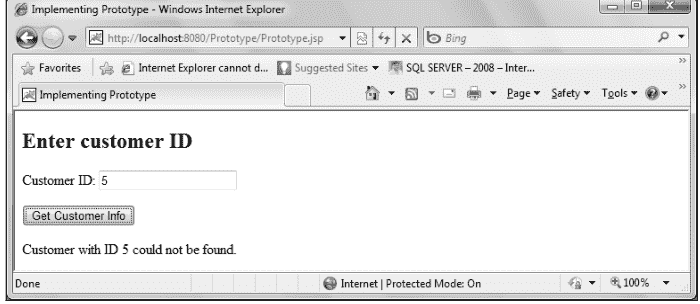 Implementing Prototype - Windows Internet Explorer
http://localhost:8080/Prototype/Prototype.jsp
Bing
Favorites
Internet Explorer cannot d...
Suggested Sites
SQL SERVER – 2008 – Inter...
Implementing Prototype
Page
Safety
Tools
Enter customer ID
Customer ID: 5
Get Customer Info
Customer with ID 5 could not be found.
Done
Internet | Protected Mode: On
100%